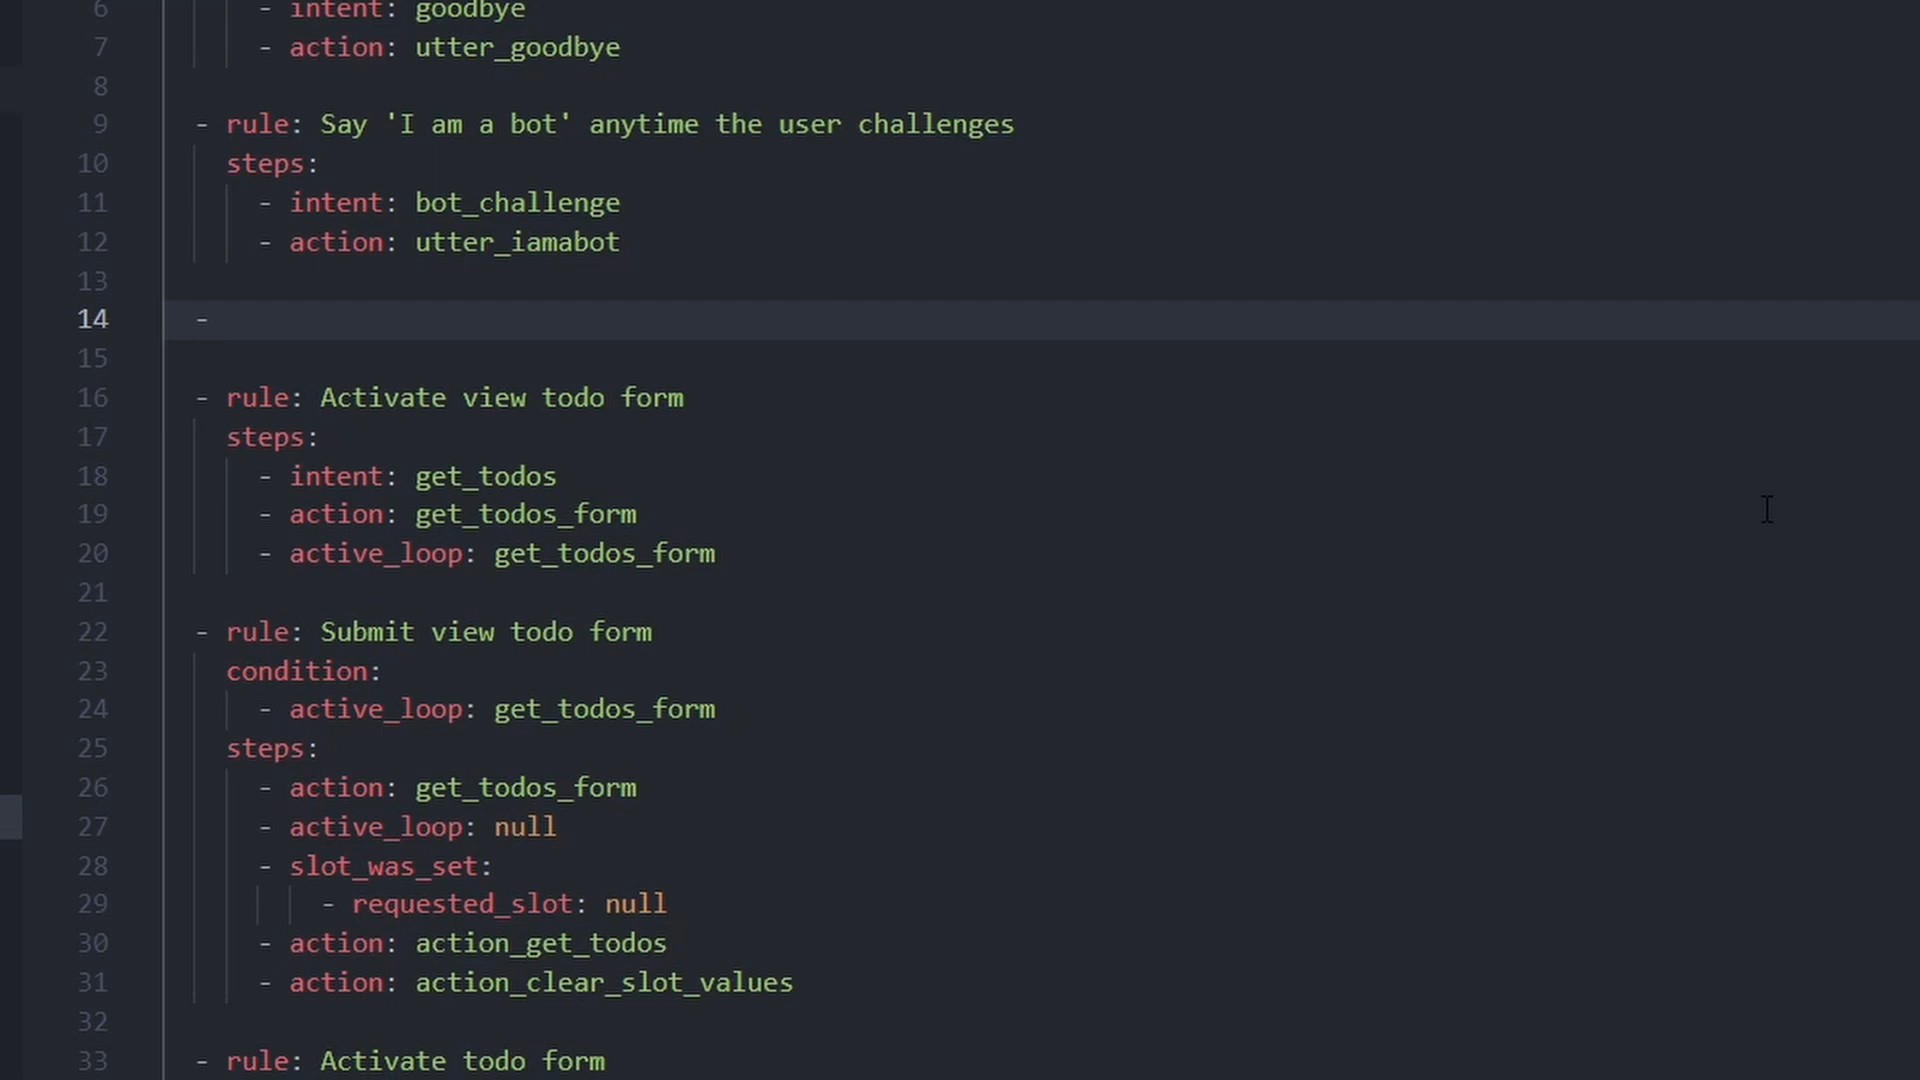 6 - intent: goodbye
7 - action: utter_goodbye
8
9 - rule: Say 'I am a bot' anytime the user challenges
10 steps:
11 - intent: bot_challenge
12 - action: utter_iamabot
13
14 -
15
16 - rule: Activate view todo form
17 steps:
18 - intent: get_todos
19 - action: get_todos_form
20 - active_loop: get_todos_form
21
22 - rule: Submit view todo form
23 condition:
24 - active_loop: get_todos_form
25 steps:
26 - action: get_todos_form
27 - active_loop: null
28 - slot_was_set:
29 - requested_slot: null
30 - action: action_get_todos
31 - action: action_clear_slot_values
32
33 - rule: Activate todo form